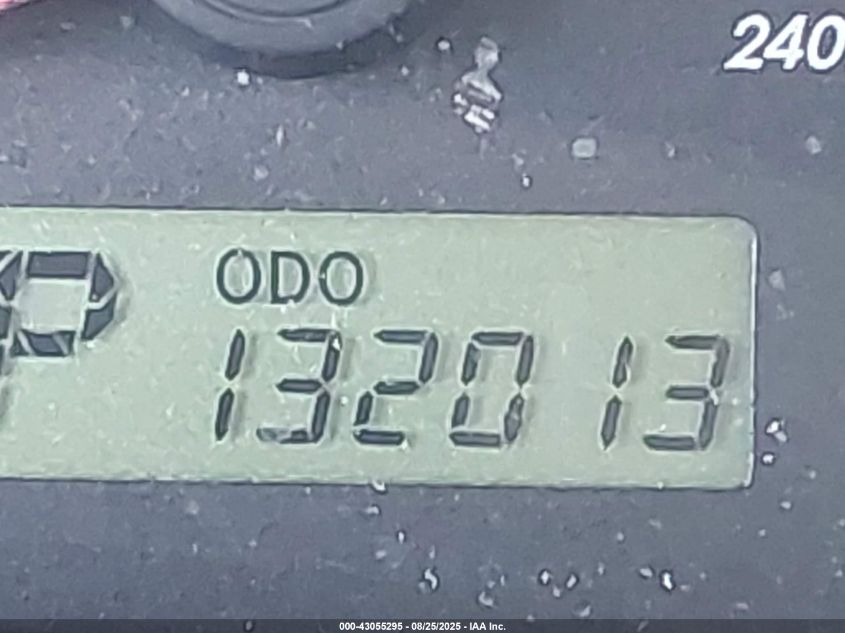 240
P ODO
132013
000-43055295 - 08/25/2025 - IAA Inc.